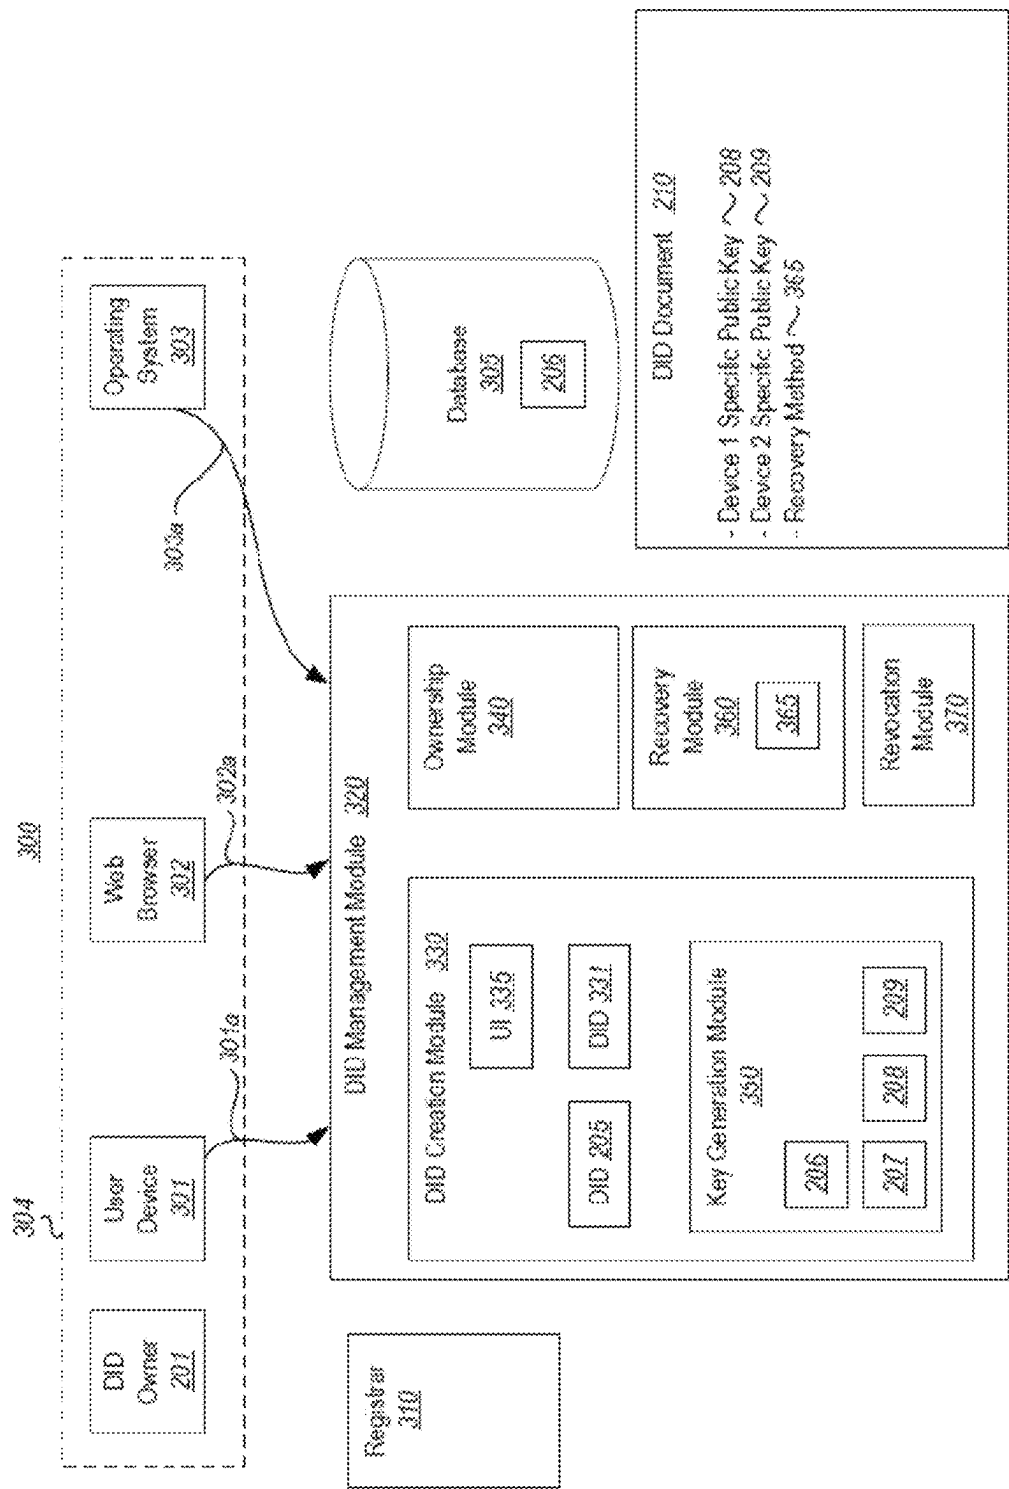 300
304
DID
Owner
201
User
Device
301
Web
Browser
302
Operating
System
303
301a
302a
303a
Registrar
310
DID Management Module 320
DID Creation Module 330
UI 335
DID 205
DID 331
Key Generation Module
350
206
207
208
209
Ownership
Module
340
Recovery
Module
360
365
Revocation
Module
370
Database
305
206
DID Document 210
- Device 1 Specific Public Key ~ 208
- Device 2 Specific Public Key ~ 209
- Recovery Method ~ 365